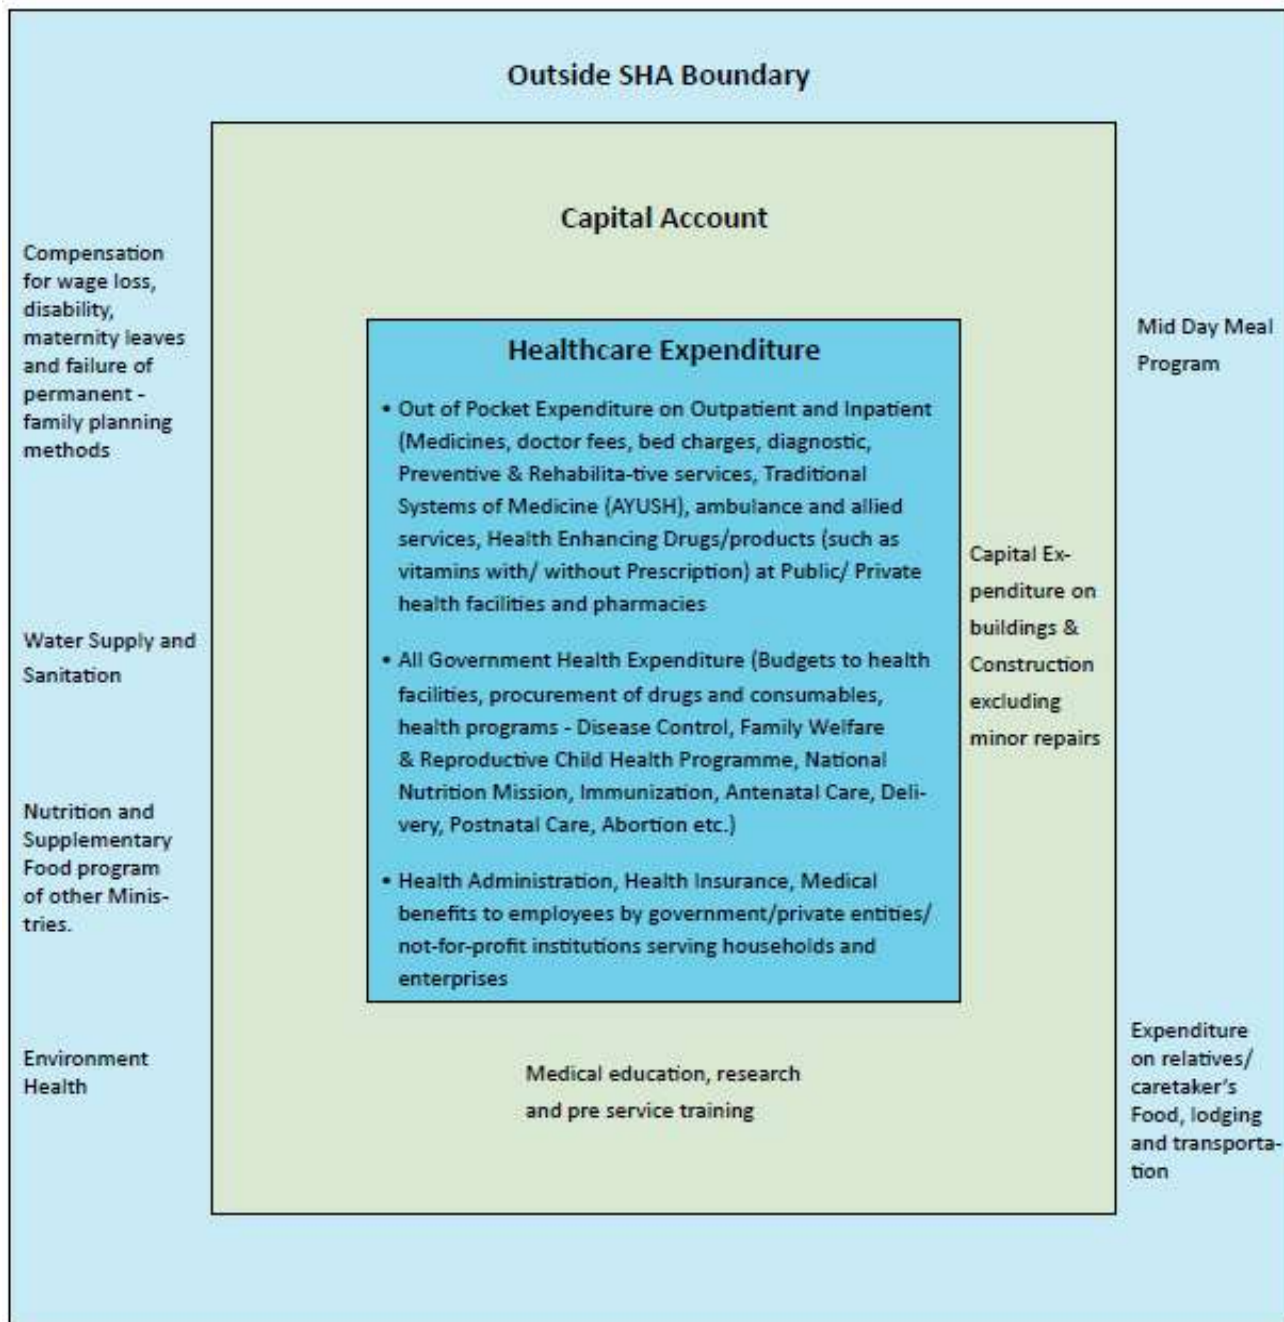 Outside SHA Boundary
Capital Account
Compensation
for wage loss,
disability,
maternity leaves
and failure of
permanent -
family planning
methods
Water Supply and
Sanitation
Nutrition and
Supplementary
Food program
of other Minis-
tries.
Environment
Health
Healthcare Expenditure
• Out of Pocket Expenditure on Outpatient and Inpatient
(Medicines, doctor fees, bed charges, diagnostic,
Preventive & Rehabilita-tive services, Traditional
Systems of Medicine (AYUSH), ambulance and allied
services, Health Enhancing Drugs/products (such as
vitamins with/ without Prescription) at Public/ Private
health facilities and pharmacies
• All Government Health Expenditure (Budgets to health
facilities, procurement of drugs and consumables,
health programs - Disease Control, Family Welfare
& Reproductive Child Health Programme, National
Nutrition Mission, Immunization, Antenatal Care, Deli-
very, Postnatal Care, Abortion etc.)
• Health Administration, Health Insurance, Medical
benefits to employees by government/private entities/
not-for-profit institutions serving households and
enterprises
Capital Ex-
penditure on
buildings &
Construction
excluding
minor repairs
Medical education, research
and pre service training
Mid Day Meal
Program
Expenditure
on relatives/
caretaker's
Food, lodging
and transporta-
tion